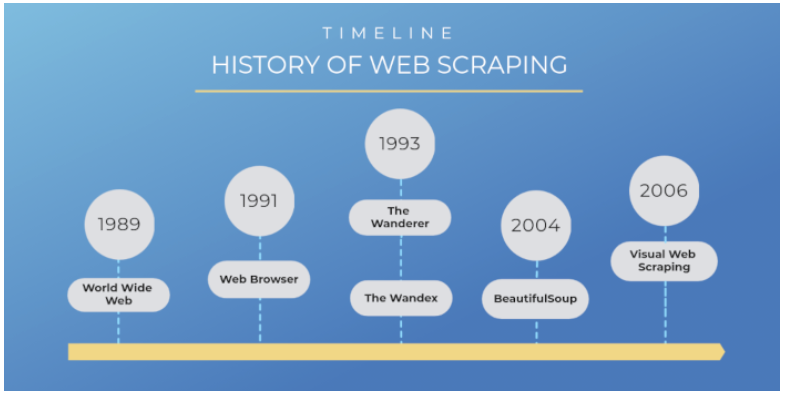 TIMELINE
HISTORY OF WEB SCRAPING
1989
World Wide
Web
1991
Web Browser
1993
The
Wanderer
The Wandex
2004
BeautifulSoup
2006
Visual Web
Scraping